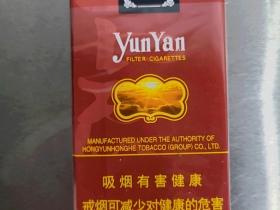 YunYan
FILTER CIGARETTES
MANUFACTURED UNDER THE AUTHORITY OF
HONGYUNHONGHE TOBACCO (GROUP) CO., LTD.
吸烟有害健康
戒烟可减少对健康的危害